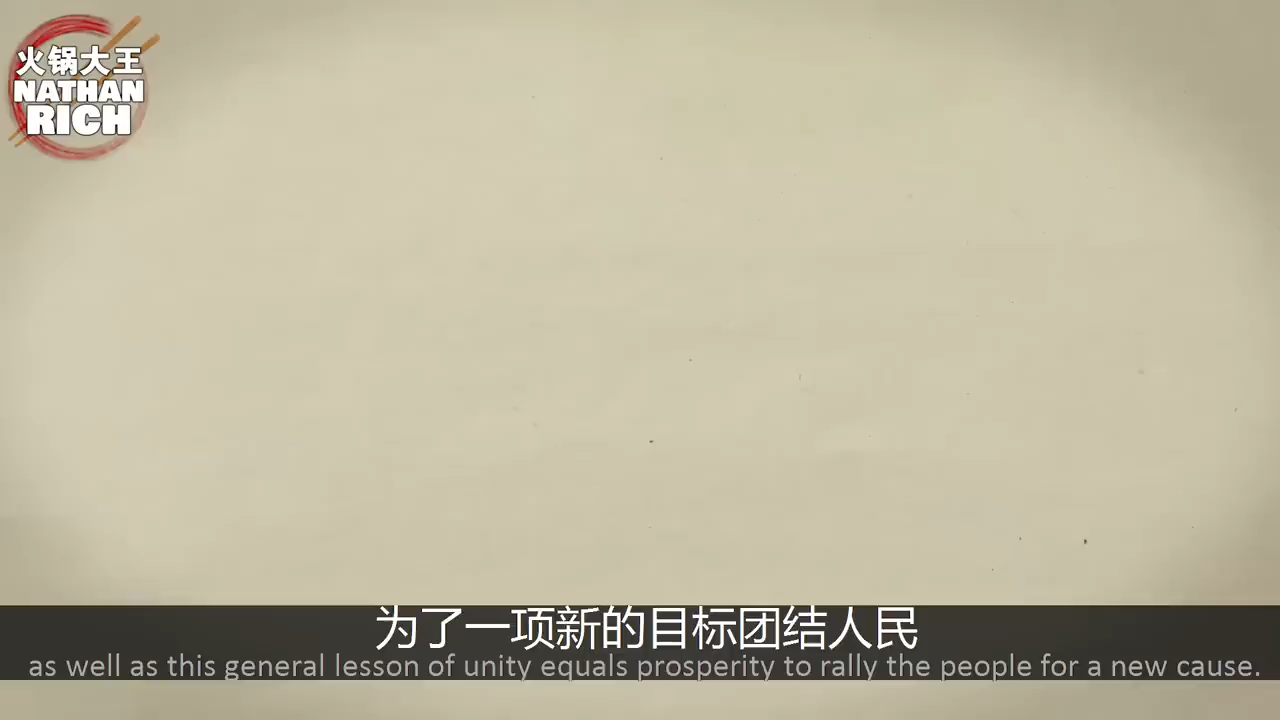 火锅大王
NATHAN
RICH
为了一项新的目标团结人民
as well as this general lesson of unity equals prosperity to rally the people for a new cause.